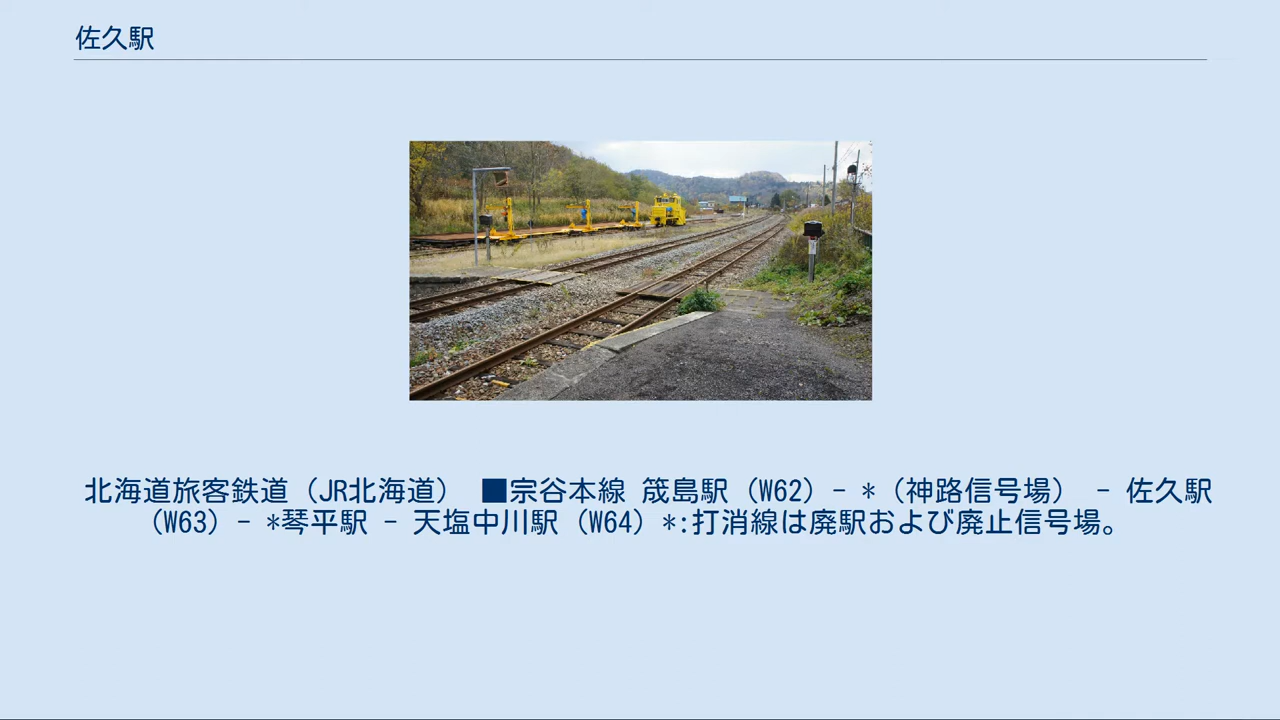 佐久駅
北海道旅客鉄道（JR北海道） ■宗谷本線 筬島駅（W62）- *（神路信号場） - 佐久駅
（W63）- *琴平駅 - 天塩中川駅（W64）*:打消線は廃駅および廃止信号場。